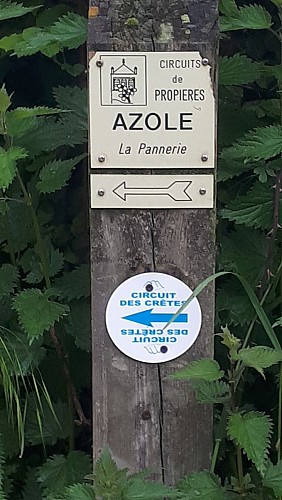 CIRCUITS
de
PROPIERES
AZOLE
La Pannerie
CIRCUIT
DES CRÊTES
DES CRÊTES
CIRCUIT